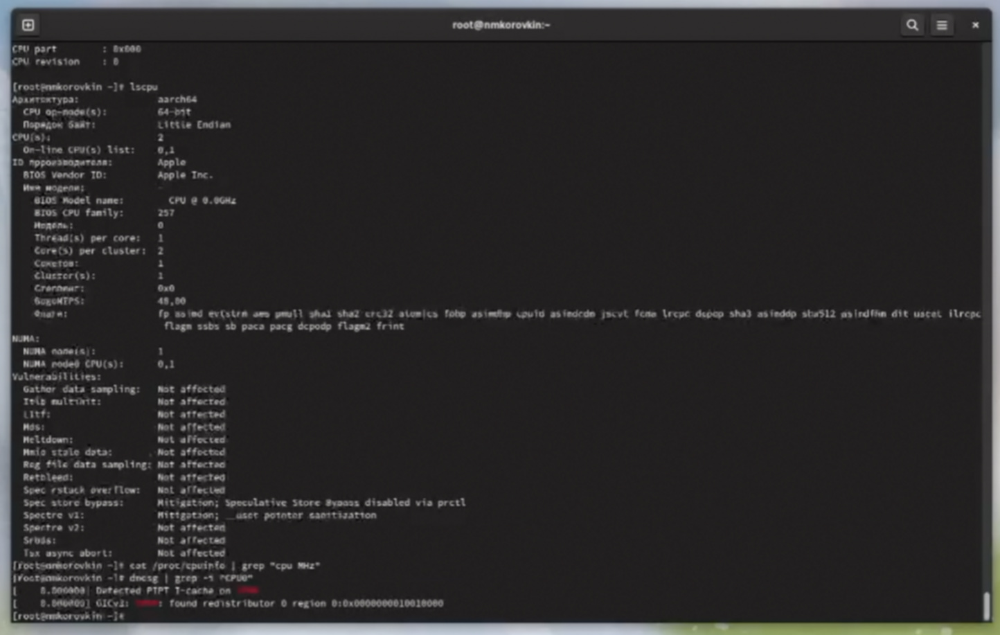 root@nmkorovkin:~
CPU part : 0x000
CPU revision : 0
[root@nmkorovkin ~]# lscpu
Архитектура: aarch64
CPU op-mode(s): 64-bit
Порядок байт: Little Endian
CPU(s): 2
On-line CPU(s) list: 0,1
ID прроизводителя: Apple
BIOS Vendor ID: Apple Inc.
Имя модели: -
BIOS Model name: CPU @ 0.0GHz
BIOS CPU family: 257
Модель: 0
Thread(s) per core: 1
Core(s) per cluster: 2
Сокетов: 1
Cluster(s): 1
Степпинг: 0x0
BogoMIPS: 48,00
Флаги: fp asimd evtstrm aes pmull sha1 sha2 crc32 atomics fphp asimdhp cpuid asimdrdm jscvt fcma lrcpc dcpop sha3 asimddp sha512 asimdfhm dit uscat ilrcpc
flagm ssbs sb paca pacg dcpodp flagm2 frint
NUMA:
NUMA node(s): 1
NUMA node0 CPU(s): 0,1
Vulnerabilities:
Gather data sampling: Not affected
Itlb multihit: Not affected
L1tf: Not affected
Mds: Not affected
Meltdown: Not affected
Mmio stale data: Not affected
Reg file data sampling: Not affected
Retbleed: Not affected
Spec rstack overflow: Not affected
Spec store bypass: Mitigation; Speculative Store Bypass disabled via prctl
Spectre v1: Mitigation; __user pointer sanitization
Spectre v2: Not affected
Srbds: Not affected
Tsx async abort: Not affected
[root@nmkorovkin ~]# cat /proc/cpuinfo | grep "cpu MHz"
[root@nmkorovkin ~]# dmesg | grep -i "CPU0"
[ 0.000000] Detected PIPT I-cache on
[ 0.000000] GICv3: : found redistributor 0 region 0:0x0000000010010000
[root@nmkorovkin ~]#